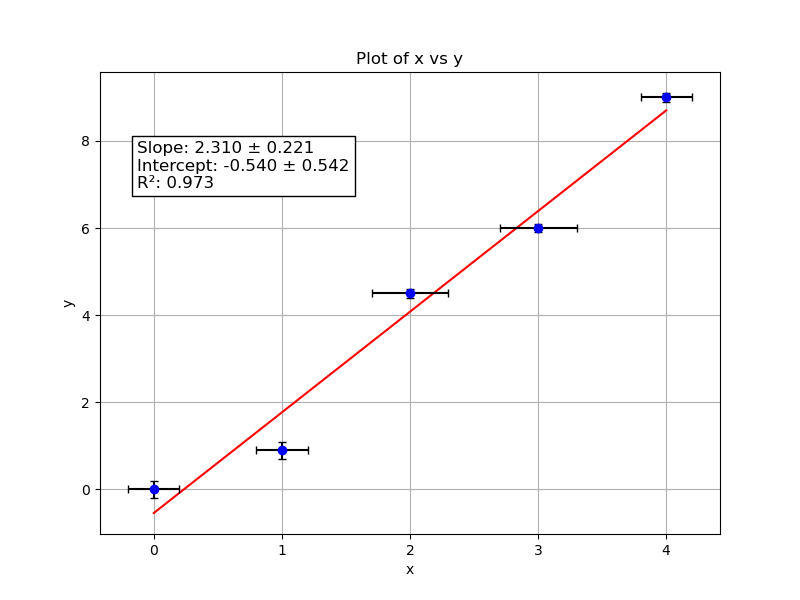 Plot of x vs y
Slope: 2.310 ± 0.221
Intercept: -0.540 ± 0.542
R²: 0.973
8
6
4
2
0
y
0 1 2 3 4
x